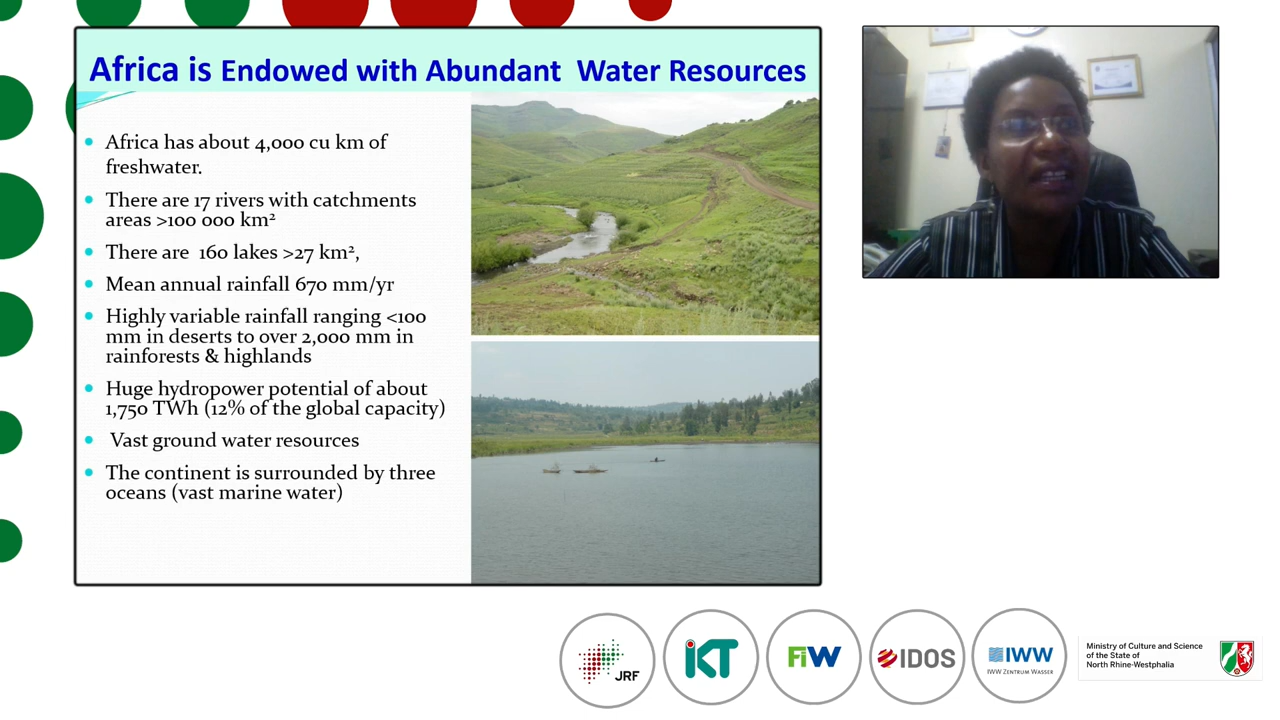 Africa is Endowed with Abundant Water Resources
Africa has about 4,000 cu km of
freshwater.
There are 17 rivers with catchments
areas >100 000 km²
There are 160 lakes >27 km²,
Mean annual rainfall 670 mm/yr
Highly variable rainfall ranging <100
mm in deserts to over 2,000 mm in
rainforests & highlands
Huge hydropower potential of about
1,750 TWh (12% of the global capacity)
Vast ground water resources
The continent is surrounded by three
oceans (vast marine water)
JRF
iKT
FiW
IDOS
IWW
IWW ZENTRUM WASSER
Ministry of Culture and Science
of the State of
North Rhine-Westphalia